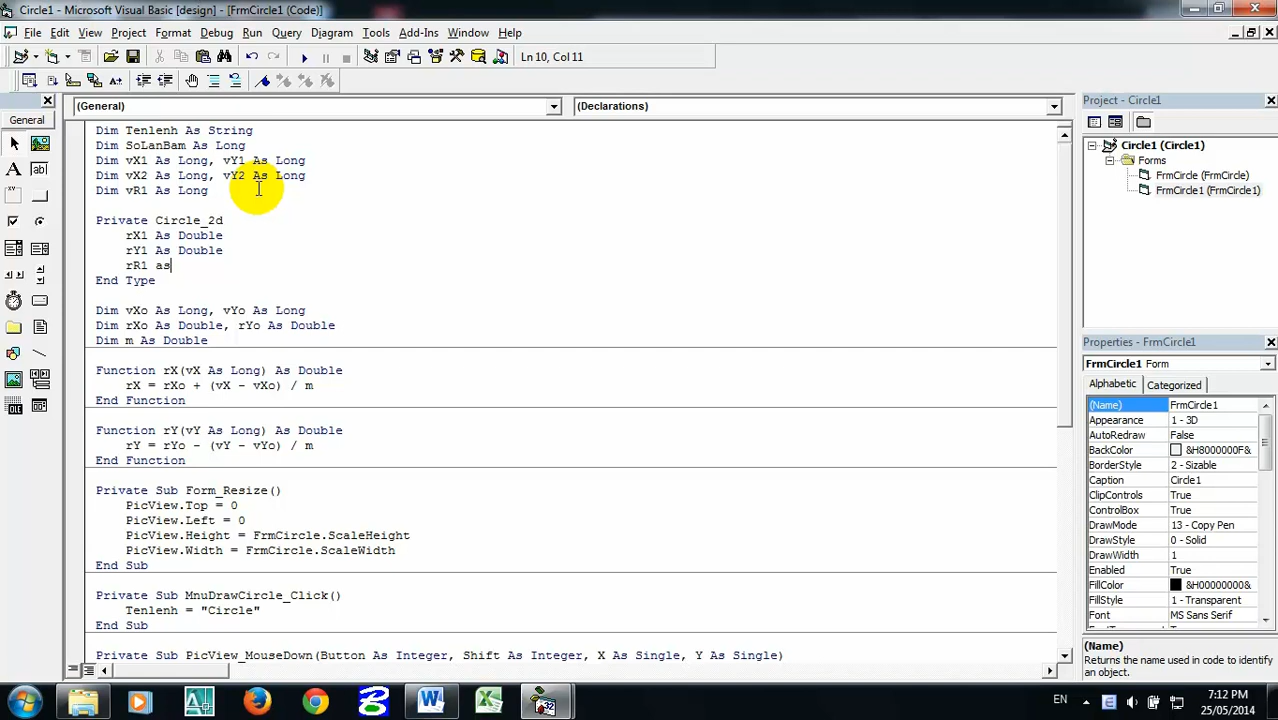 Circle1 - Microsoft Visual Basic [design] - [FrmCircle1 (Code)]
File Edit View Project Format Debug Run Query Diagram Tools Add-Ins Window Help
Ln 10, Col 11
General
(General)
(Declarations)
Dim Tenlenh As String
Dim SoLanBam As Long
Dim vX1 As Long, vY1 As Long
Dim vX2 As Long, vY2 As Long
Dim vR1 As Long
Private Circle_2d
rX1 As Double
rY1 As Double
rR1 as
End Type
Dim vXo As Long, vYo As Long
Dim rXo As Double, rYo As Double
Dim m As Double
Function rX(vX As Long) As Double
rX = rXo + (vX - vXo) / m
End Function
Function rY(vY As Long) As Double
rY = rYo - (vY - vYo) / m
End Function
Private Sub Form_Resize()
PicView.Top = 0
PicView.Left = 0
PicView.Height = FrmCircle.ScaleHeight
PicView.Width = FrmCircle.ScaleWidth
End Sub
Private Sub MnuDrawCircle_Click()
Tenlenh = "Circle"
End Sub
Private Sub PicView_MouseDown(Button As Integer, Shift As Integer, X As Single, Y As Single)
Project - Circle1
Circle1 (Circle1)
Forms
FrmCircle (FrmCircle)
FrmCircle1 (FrmCircle1)
Properties - FrmCircle1
FrmCircle1 Form
Alphabetic Categorized
(Name) FrmCircle1
Appearance 1 - 3D
AutoRedraw False
BackColor &H8000000F&
BorderStyle 2 - Sizable
Caption Circle1
ClipControls True
ControlBox True
DrawMode 13 - Copy Pen
DrawStyle 0 - Solid
DrawWidth 1
Enabled True
FillColor &H00000000&
FillStyle 1 - Transparent
Font MS Sans Serif
(Name)
Returns the name used in code to identify
an object.
EN
7:12 PM
25/05/2014